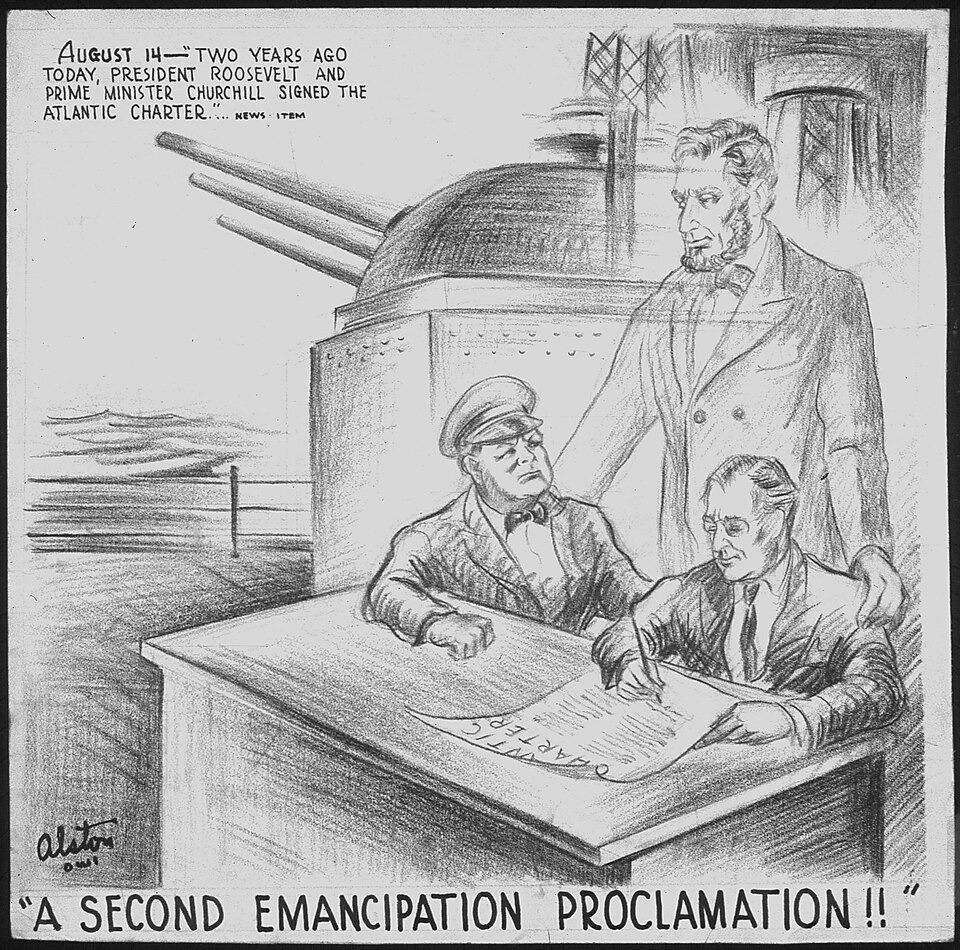 AUGUST 14—"TWO YEARS AGO
TODAY, PRESIDENT ROOSEVELT AND
PRIME MINISTER CHURCHILL SIGNED THE
ATLANTIC CHARTER."... NEWS ITEM
NTIC
CHARTER
Alston
OWI
"A SECOND EMANCIPATION PROCLAMATION!!"